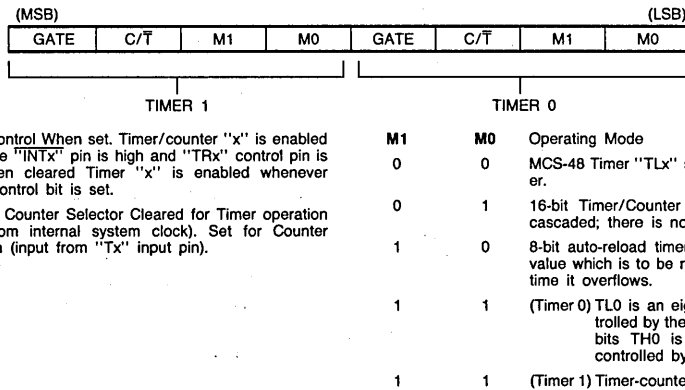 (MSB) (LSB)
GATE C/T̅ M1 M0 GATE C/T̅ M1 M0
TIMER 1 TIMER 0
ontrol When set. Timer/counter "x" is enabled
e "INTx" pin is high and "TRx" control pin is
en cleared Timer "x" is enabled whenever
ontrol bit is set.
Counter Selector Cleared for Timer operation
om internal system clock). Set for Counter
(input from "Tx" input pin).
M1 M0 Operating Mode
0 0 MCS-48 Timer "TLx"
er.
0 1 16-bit Timer/Counter
cascaded; there is no
1 0 8-bit auto-reload timer
value which is to be
time it overflows.
1 1 (Timer 0) TL0 is an
trolled by the
bits TH0 is
controlled by
1 1 (Timer 1) Timer-counte